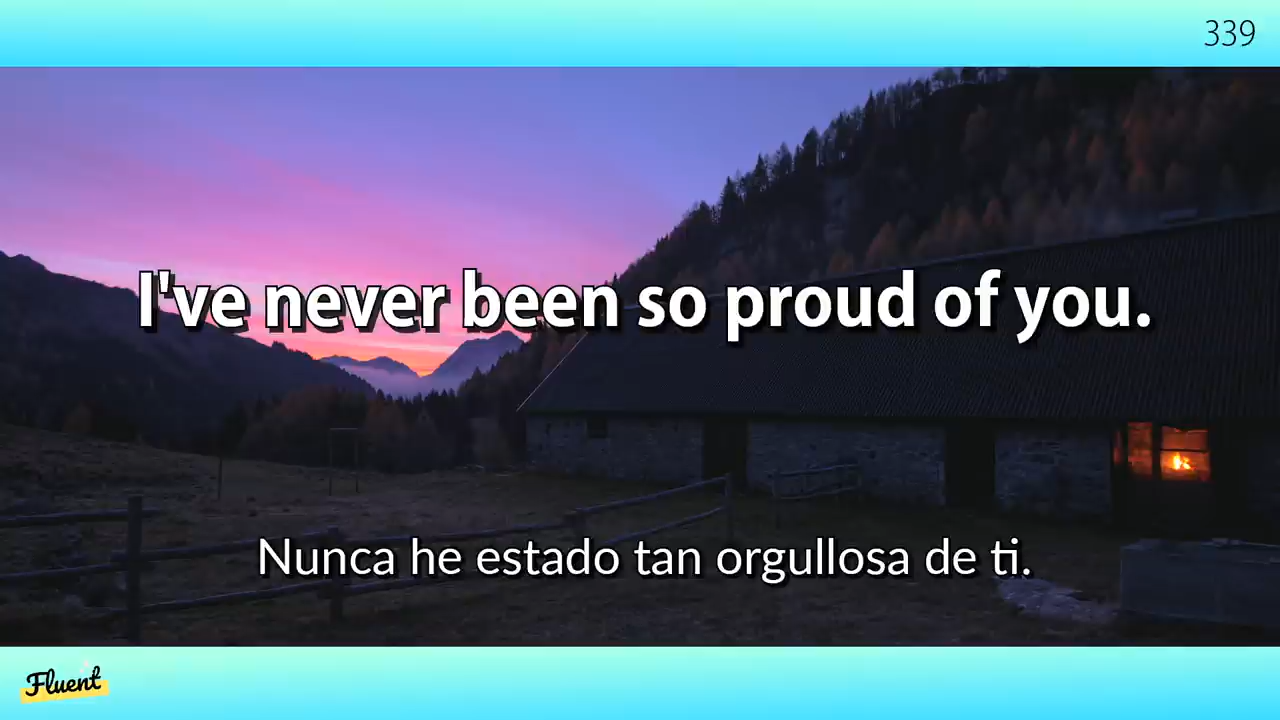 339
I've never been so proud of you.
Nunca he estado tan orgullosa de ti.
Fluent